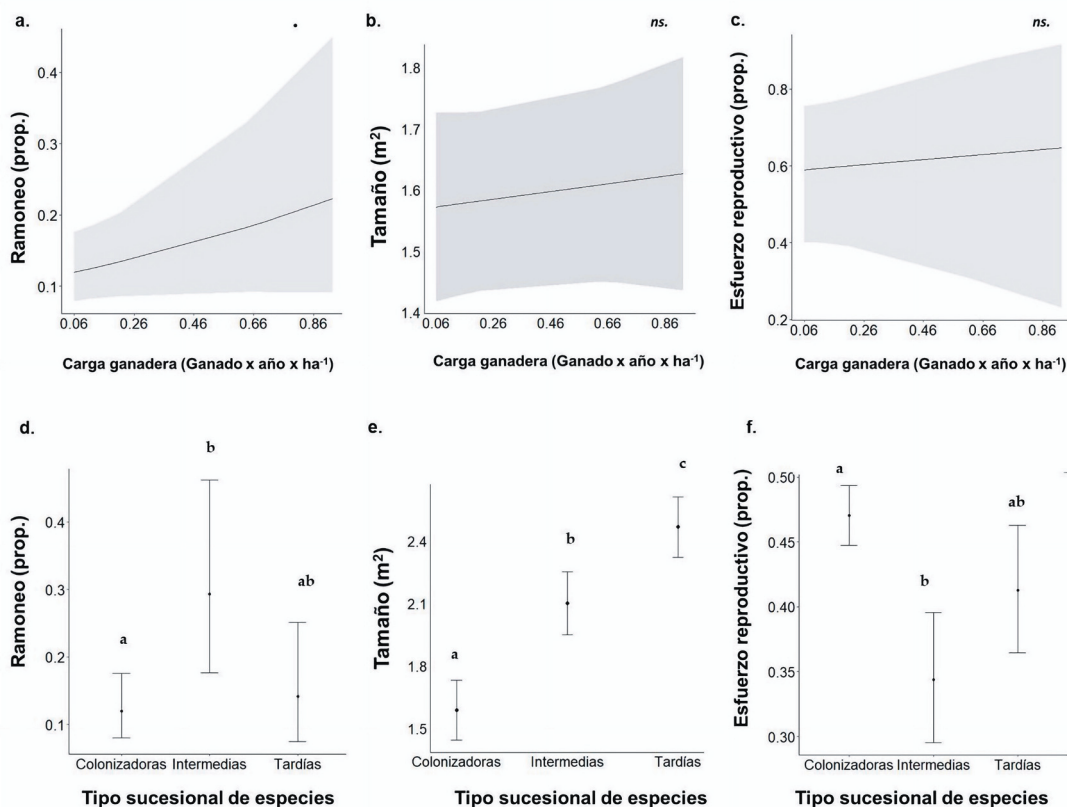 a.
•
Ramoneo (prop.)
0.4
0.3
0.2
0.1
0.06
0.26
0.46
0.66
0.86
Carga ganadera (Ganado x año x ha⁻¹)
b.
ns.
Tamaño (m²)
1.8
1.7
1.6
1.5
1.4
0.06
0.26
0.46
0.66
0.86
Carga ganadera (Ganado x año x ha⁻¹)
c.
ns.
Esfuerzo reproductivo (prop.)
0.8
0.6
0.4
0.2
0.06
0.26
0.46
0.66
0.86
Carga ganadera (Ganado x año x ha⁻¹)
d.
Ramoneo (prop.)
0.4
0.3
0.2
0.1
a
b
ab
Colonizadoras
Intermedias
Tardías
Tipo sucesional de especies
e.
Tamaño (m²)
2.4
2.1
1.8
1.5
a
b
c
Colonizadoras
Intermedias
Tardías
Tipo sucesional de especies
f.
Esfuerzo reproductivo (prop.)
0.50
0.45
0.40
0.35
0.30
a
b
ab
Colonizadoras
Intermedias
Tardías
Tipo sucesional de especies